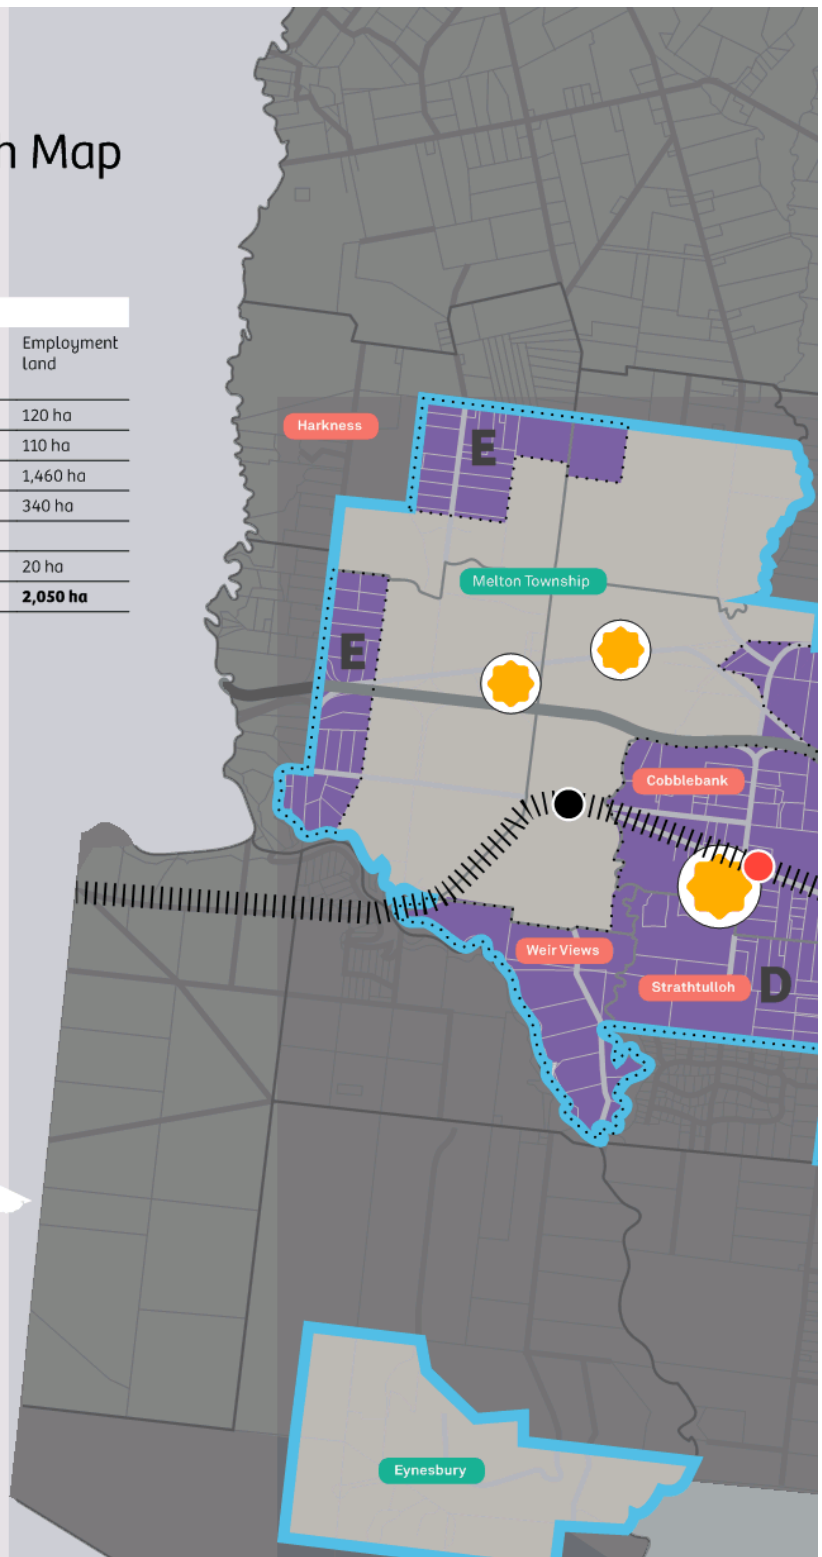 n Map
Employment
land
120 ha
110 ha
1,460 ha
340 ha
20 ha
2,050 ha
Harkness
E
Melton Township
E
Cobblebank
Weir Views
Strathtulloh
D
Eynesbury